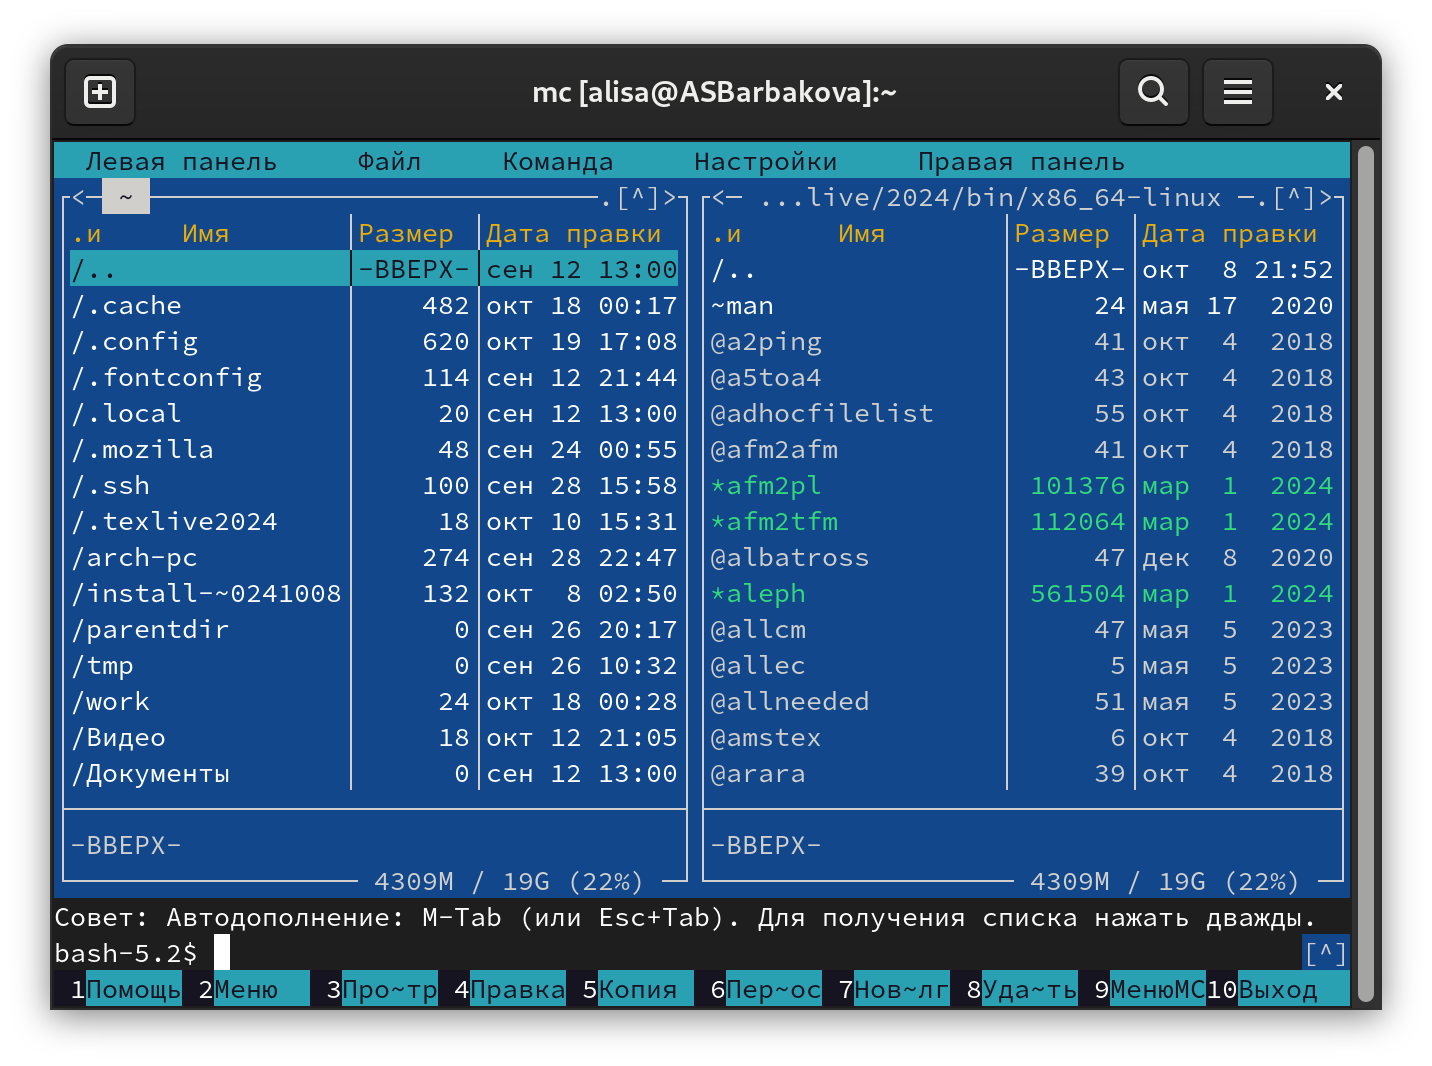 mc [alisa@ASBarbakova]:~
Левая панель Файл Команда Настройки Правая панель
<─ ~ .[^]> <─ ...live/2024/bin/x86_64-linux ─.[^]>
.и Имя Размер Дата правки .и Имя Размер Дата правки
/.. -ВВЕРХ- сен 12 13:00 /.. -ВВЕРХ- окт 8 21:52
/.cache 482 окт 18 00:17 ~man 24 мая 17 2020
/.config 620 окт 19 17:08 @a2ping 41 окт 4 2018
/.fontconfig 114 сен 12 21:44 @a5toa4 43 окт 4 2018
/.local 20 сен 12 13:00 @adhocfilelist 55 окт 4 2018
/.mozilla 48 сен 24 00:55 @afm2afm 41 окт 4 2018
/.ssh 100 сен 28 15:58 *afm2pl 101376 мар 1 2024
/.texlive2024 18 окт 10 15:31 *afm2tfm 112064 мар 1 2024
/arch-pc 274 сен 28 22:47 @albatross 47 дек 8 2020
/install-~0241008 132 окт 8 02:50 *aleph 561504 мар 1 2024
/parentdir 0 сен 26 20:17 @allcm 47 мая 5 2023
/tmp 0 сен 26 10:32 @allec 5 мая 5 2023
/work 24 окт 18 00:28 @allneeded 51 мая 5 2023
/Видео 18 окт 12 21:05 @amstex 6 окт 4 2018
/Документы 0 сен 12 13:00 @arara 39 окт 4 2018
-ВВЕРХ- -ВВЕРХ-
4309M / 19G (22%) 4309M / 19G (22%)
Совет: Автодополнение: M-Tab (или Esc+Tab). Для получения списка нажать дважды.
bash-5.2$ [^]
1Помощь 2Меню 3Про~тр 4Правка 5Копия 6Пер~ос 7Нов~лг 8Уда~ть 9МенюMC 10Выход